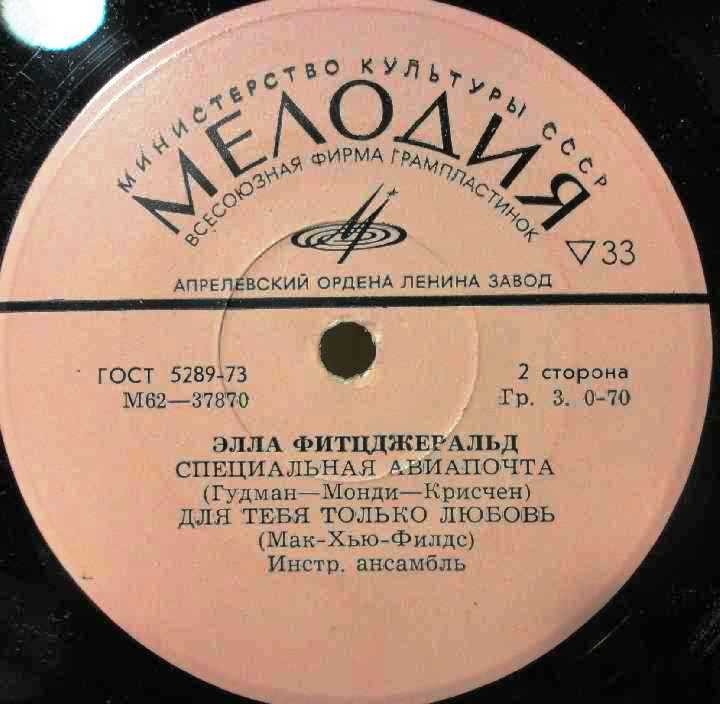 МИНИСТЕРСТВО КУЛЬТУРЫ СССР
МЕЛОДИЯ
ВСЕСОЮЗНАЯ ФИРМА ГРАМПЛАСТИНОК
▽33
АПРЕЛЕВСКИЙ ОРДЕНА ЛЕНИНА ЗАВОД
ГОСТ 5289-73
М62—37870
2 сторона
Гр. 3. 0-70
ЭЛЛА ФИТЦДЖЕРАЛЬД
СПЕЦИАЛЬНАЯ АВИАПОЧТА
(Гудман—Монди—Крисчен)
ДЛЯ ТЕБЯ ТОЛЬКО ЛЮБОВЬ
(Мак-Хью-Филдс)
Инстр. ансамбль